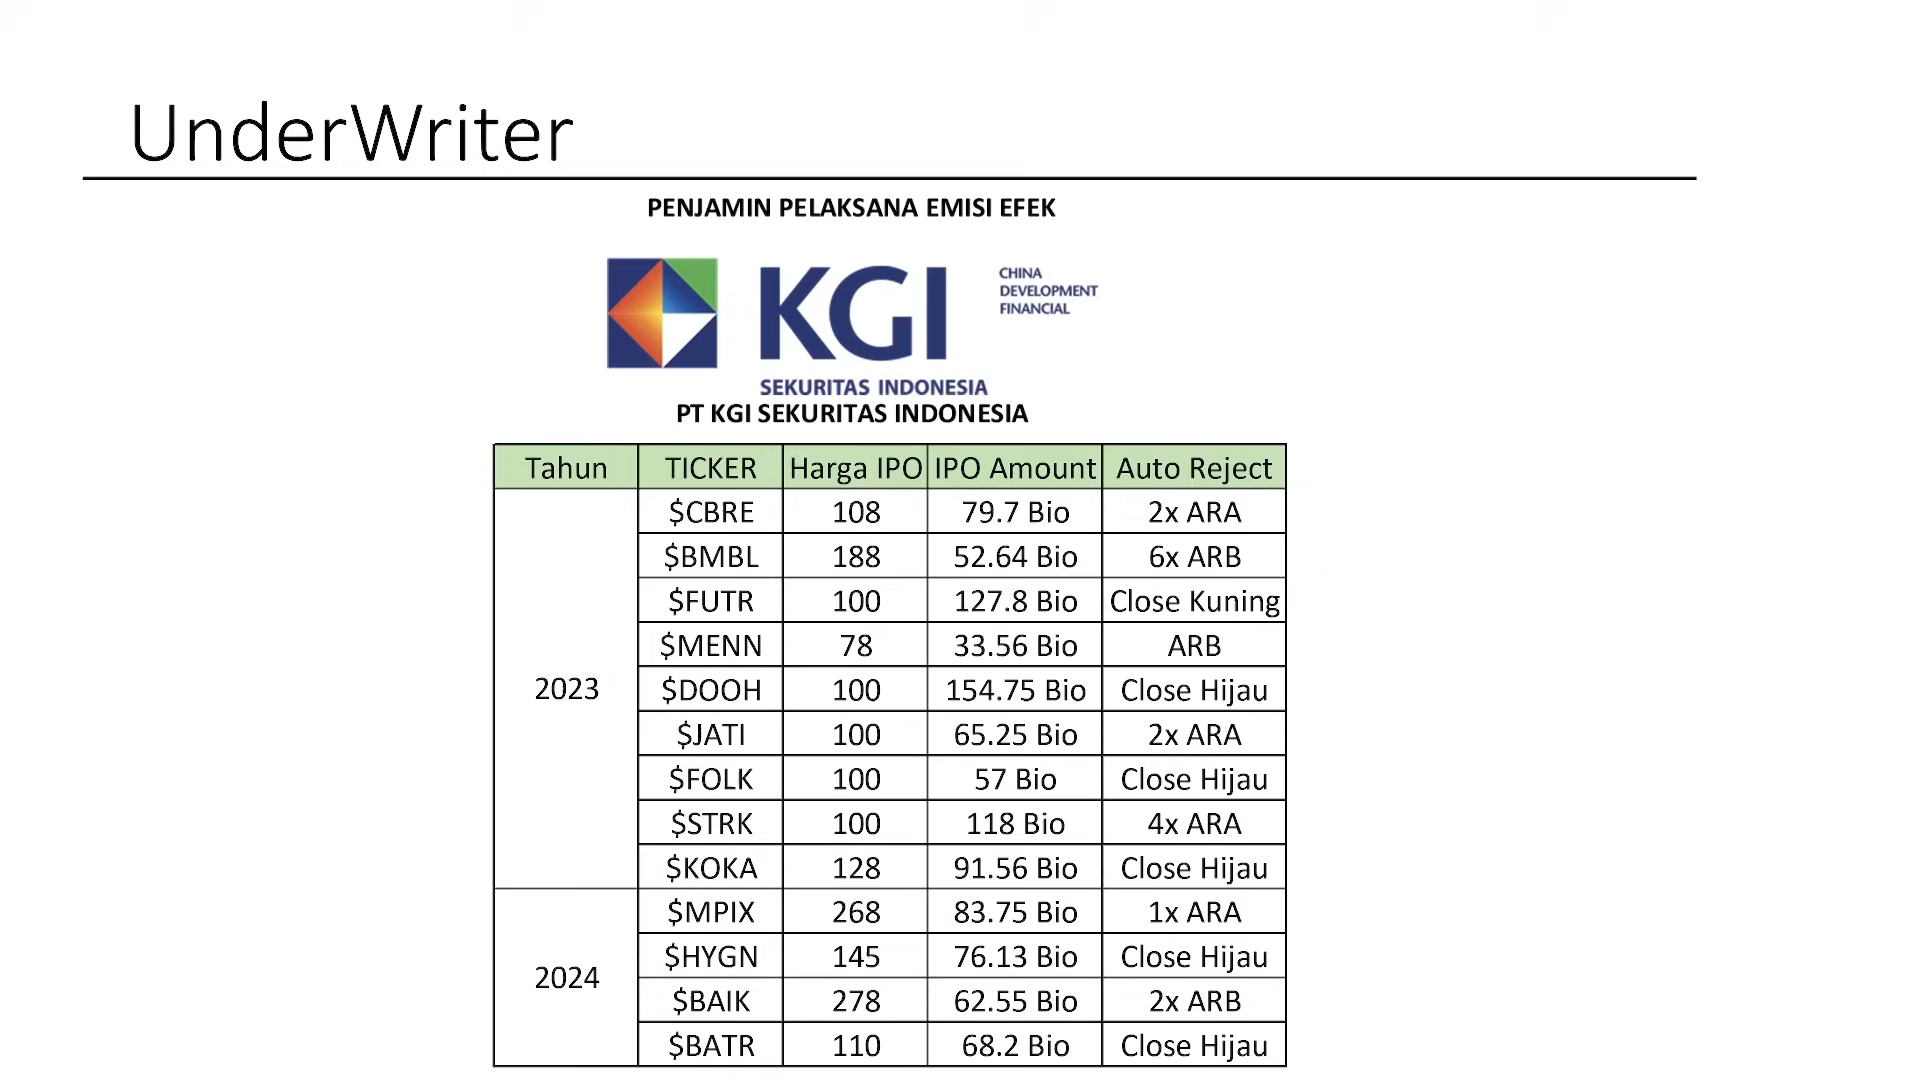 UnderWriter
PENJAMIN PELAKSANA EMISI EFEK
KGI
CHINA
DEVELOPMENT
FINANCIAL
SEKURITAS INDONESIA
PT KGI SEKURITAS INDONESIA
Tahun TICKER Harga IPO IPO Amount Auto Reject
2023
$CBRE 108 79.7 Bio 2x ARA
$BMBL 188 52.64 Bio 6x ARB
$FUTR 100 127.8 Bio Close Kuning
$MENN 78 33.56 Bio ARB
$DOOH 100 154.75 Bio Close Hijau
$JATI 100 65.25 Bio 2x ARA
$FOLK 100 57 Bio Close Hijau
$STRK 100 118 Bio 4x ARA
$KOKA 128 91.56 Bio Close Hijau
2024
$MPIX 268 83.75 Bio 1x ARA
$HYGN 145 76.13 Bio Close Hijau
$BAIK 278 62.55 Bio 2x ARB
$BATR 110 68.2 Bio Close Hijau